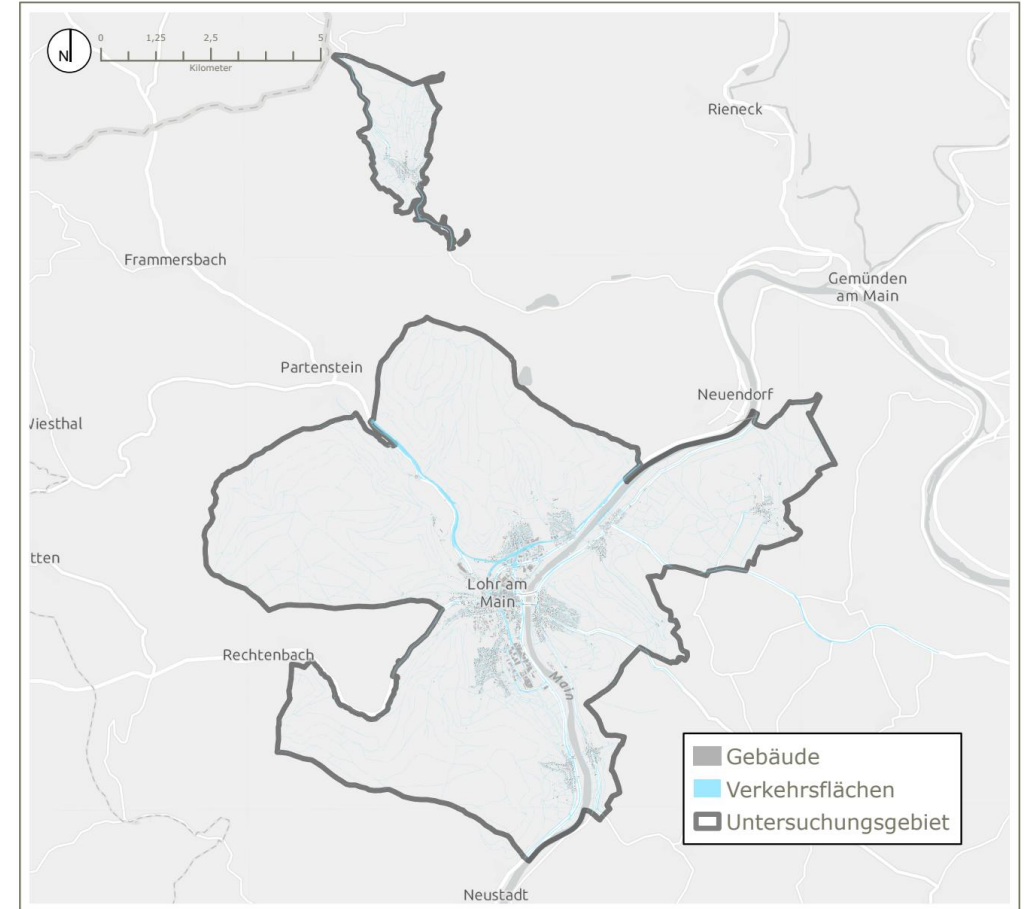 N
0 1,25 2,5 5
Kilometer
Rieneck
Frammersbach
Gemünden
am Main
Partenstein
Neuendorf
Wiesthal
tten
Lohr am
Main
Rechtenbach
Main
Gebäude
Verkehrsflächen
Untersuchungsgebiet
Neustadt